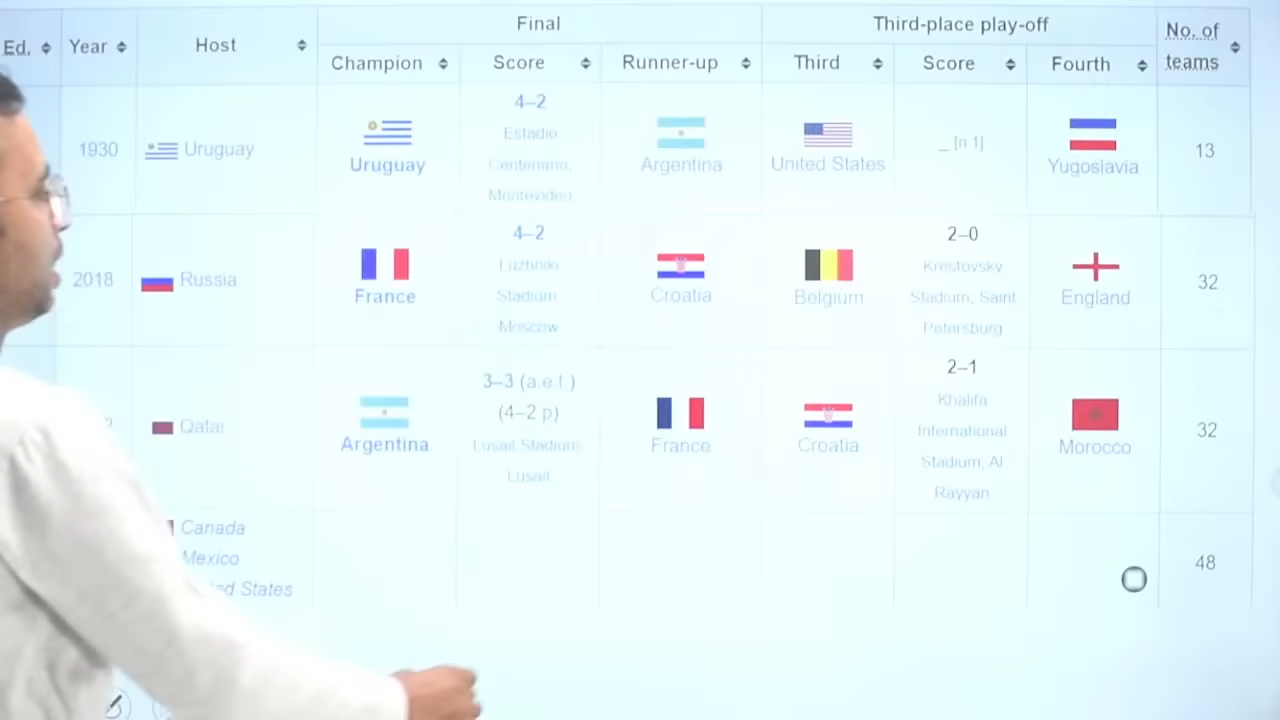 Final
Third-place play-off
No. of teams
Ed.
Year
Host
Champion
Score
Runner-up
Third
Score
Fourth
1930
Uruguay
Uruguay
4–2
Estadio
Centenario,
Montevideo
Argentina
United States
_ [n 1]
Yugoslavia
13
2018
Russia
France
4–2
Luzhniki
Stadium
Moscow
Croatia
Belgium
2–0
Krestovsky
Stadium, Saint
Petersburg
England
32
Qatar
Argentina
3–3 (a.e.t.)
(4–2 p)
Lusail Stadium,
Lusail
France
Croatia
2–1
Khalifa
International
Stadium, Al
Rayyan
Morocco
32
Canada
Mexico
States
48